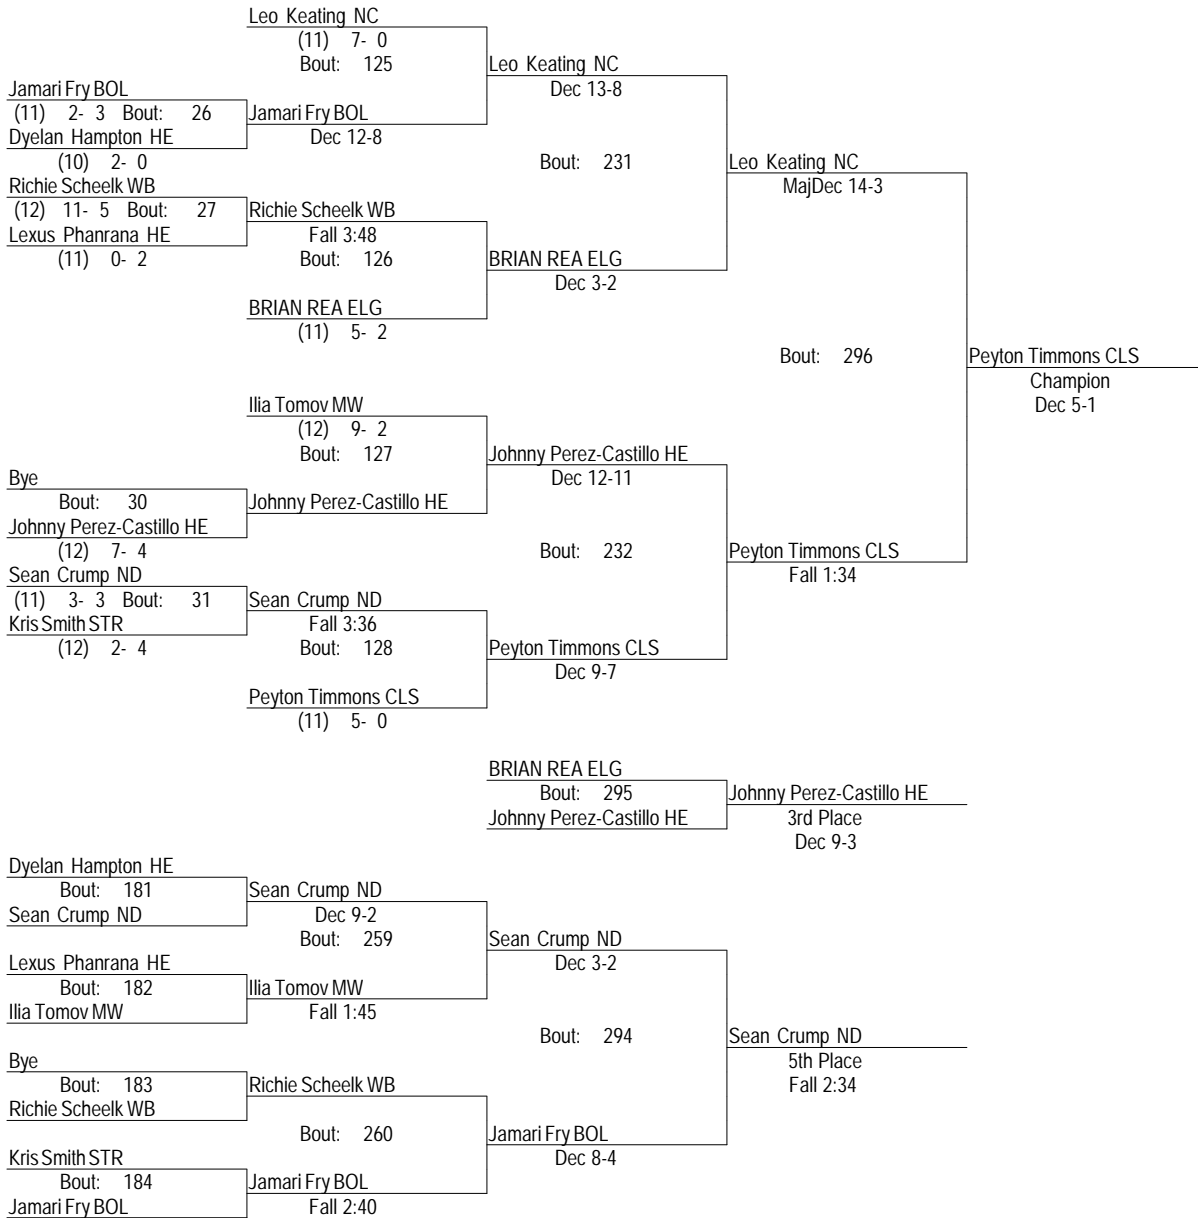 Leo Keating NC
(11) 7- 0
Bout: 125
Leo Keating NC
Dec 13-8
Jamari Fry BOL
(11) 2- 3 Bout: 26
Jamari Fry BOL
Dyelan Hampton HE
Dec 12-8
(10) 2- 0
Bout: 231
Leo Keating NC
Richie Scheelk WB
MajDec 14-3
(12) 11- 5 Bout: 27
Richie Scheelk WB
Lexus Phanrana HE
Fall 3:48
(11) 0- 2
Bout: 126
BRIAN REA ELG
Dec 3-2
BRIAN REA ELG
(11) 5- 2
Bout: 296
Peyton Timmons CLS
Champion
Dec 5-1
Ilia Tomov MW
(12) 9- 2
Bout: 127
Johnny Perez-Castillo HE
Dec 12-11
Bye
Bout: 30
Johnny Perez-Castillo HE
Johnny Perez-Castillo HE
(12) 7- 4
Bout: 232
Peyton Timmons CLS
Sean Crump ND
Fall 1:34
(11) 3- 3 Bout: 31
Sean Crump ND
Kris Smith STR
Fall 3:36
(12) 2- 4
Bout: 128
Peyton Timmons CLS
Dec 9-7
Peyton Timmons CLS
(11) 5- 0
BRIAN REA ELG
Bout: 295
Johnny Perez-Castillo HE
Johnny Perez-Castillo HE
3rd Place
Dec 9-3
Dyelan Hampton HE
Bout: 181
Sean Crump ND
Sean Crump ND
Dec 9-2
Bout: 259
Sean Crump ND
Dec 3-2
Lexus Phanrana HE
Bout: 182
Ilia Tomov MW
Ilia Tomov MW
Fall 1:45
Bout: 294
Sean Crump ND
5th Place
Fall 2:34
Bye
Bout: 183
Richie Scheelk WB
Richie Scheelk WB
Bout: 260
Jamari Fry BOL
Dec 8-4
Kris Smith STR
Bout: 184
Jamari Fry BOL
Jamari Fry BOL
Fall 2:40